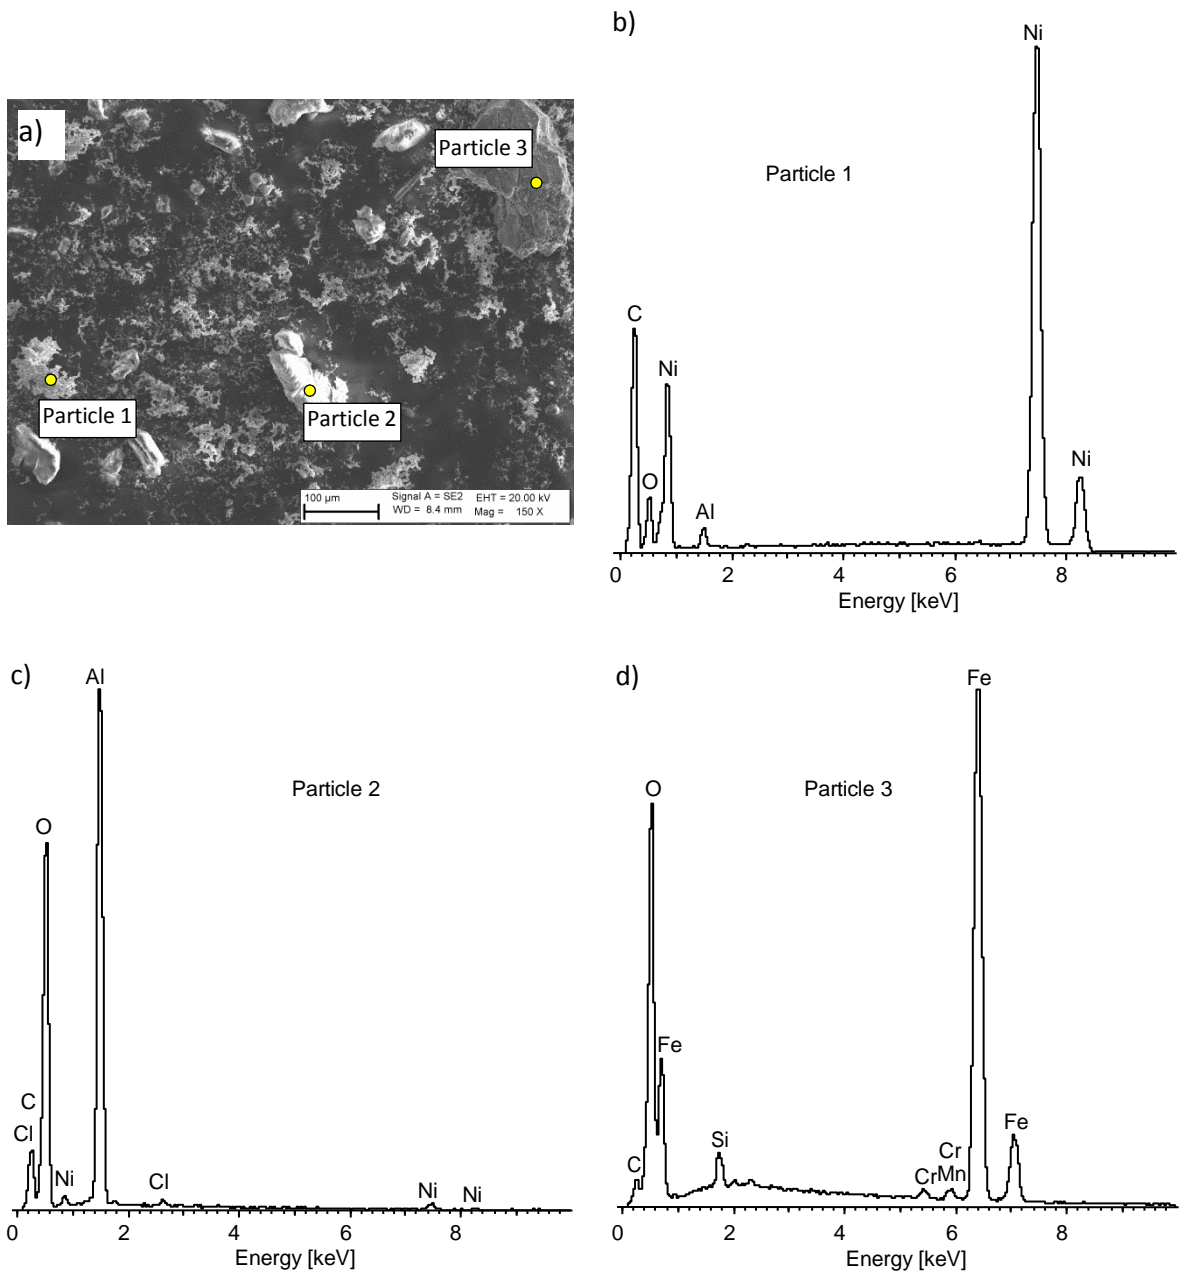 a)
Particle 3
Particle 1
Particle 2
100 µm
Signal A = SE2 EHT = 20.00 kV
WD = 8.4 mm Mag = 150 X
b)
Ni
Particle 1
C
Ni
O
Al
Ni
0 2 4 6 8
Energy [keV]
c)
Al
Particle 2
O
C
Cl
Ni
Cl
Ni
Ni
0 2 4 6 8
Energy [keV]
d)
Fe
O
Particle 3
Fe
Fe
Si
Cr
C
Cr
Mn
0 2 4 6 8
Energy [keV]